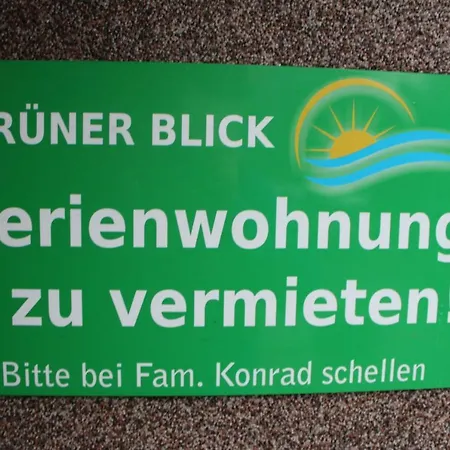 RÜNER BLICK
erienwohnung
zu vermieten!
Bitte bei Fam. Konrad schellen